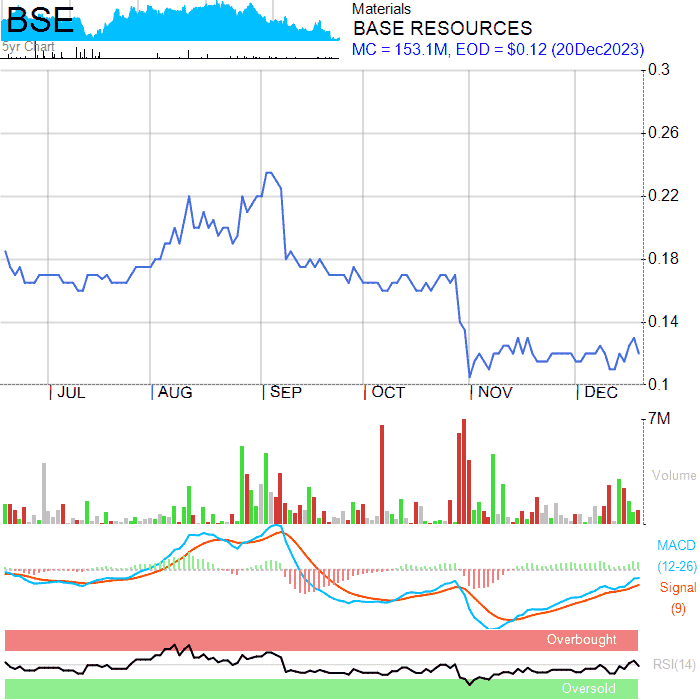 BSE
5yr Chart
Materials
BASE RESOURCES
MC = 153.1M, EOD = $0.12 (20Dec2023)
0.3
0.26
0.22
0.18
0.14
0.1
JUL AUG SEP OCT NOV DEC
7M
Volume
MACD
(12-26)
Signal
(9)
Overbought
RSI(14)
Oversold